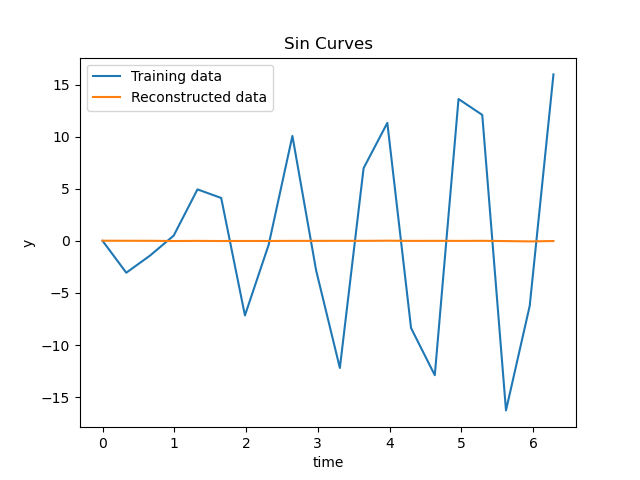 Sin Curves
Training data
Reconstructed data
15
10
5
0
−5
−10
−15
y
0 1 2 3 4 5 6
time